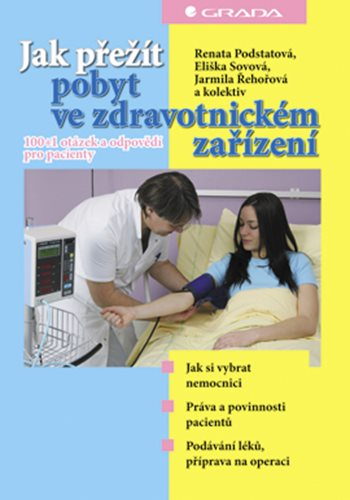 GRADA
Renata Podstatová,
Eliška Sovová,
Jarmila Řehořová
a kolektiv
Jak přežít
pobyt
ve zdravotnickém
zařízení
100+1 otázek a odpovědí
pro pacienty
Jak si vybrat
nemocnici
Práva a povinnosti
pacientů
Podávání léků,
příprava na operaci